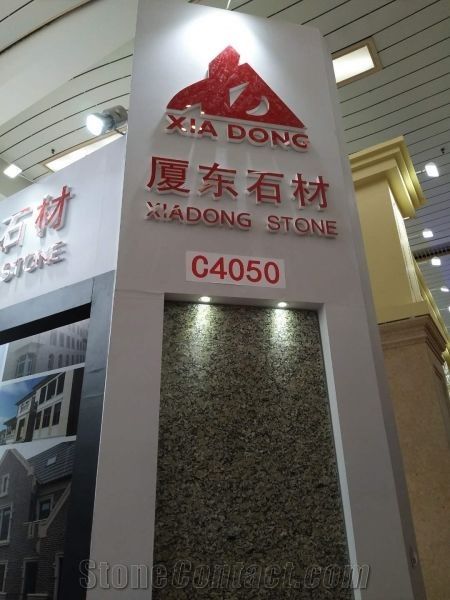 XIA DONG
厦东石材
XIADONG STONE
C4050
石材
STONE
StoneContact.com